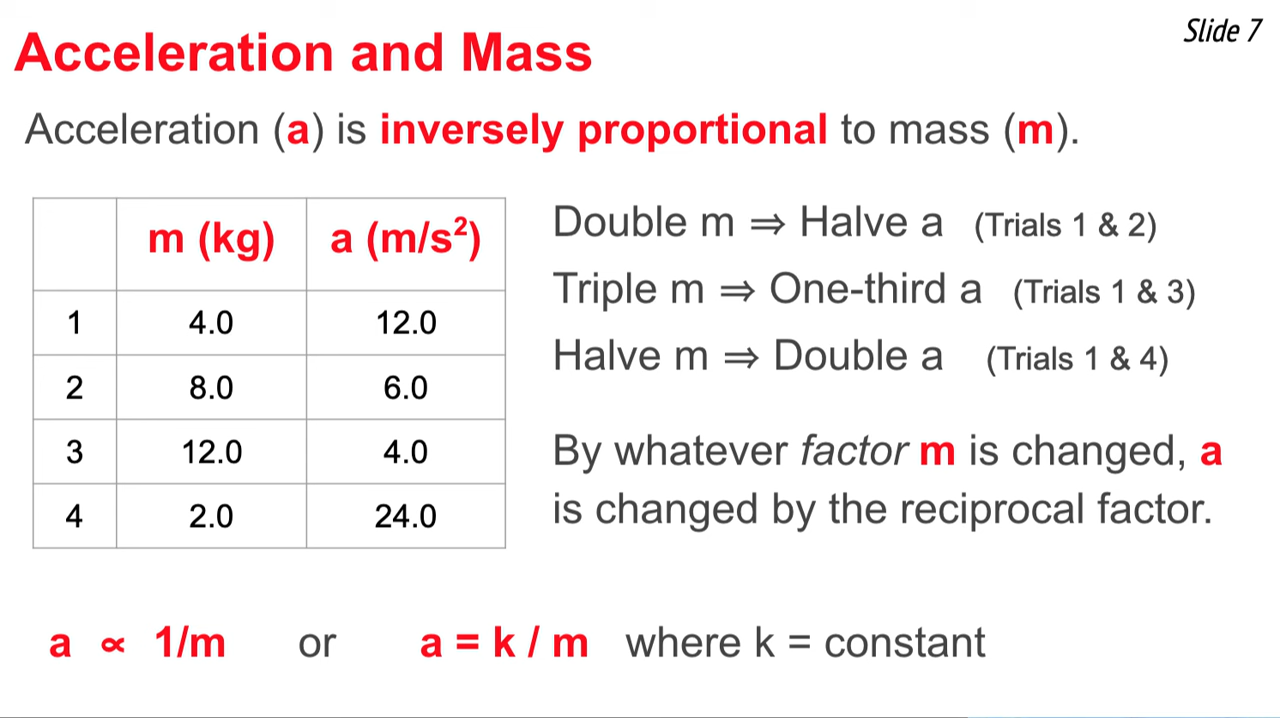 Slide 7
Acceleration and Mass
Acceleration (a) is inversely proportional to mass (m).
m (kg) a (m/s²)
1 4.0 12.0
2 8.0 6.0
3 12.0 4.0
4 2.0 24.0
Double m ⇒ Halve a (Trials 1 & 2)
Triple m ⇒ One-third a (Trials 1 & 3)
Halve m ⇒ Double a (Trials 1 & 4)
By whatever factor m is changed, a
is changed by the reciprocal factor.
a ∝ 1/m or a = k / m where k = constant